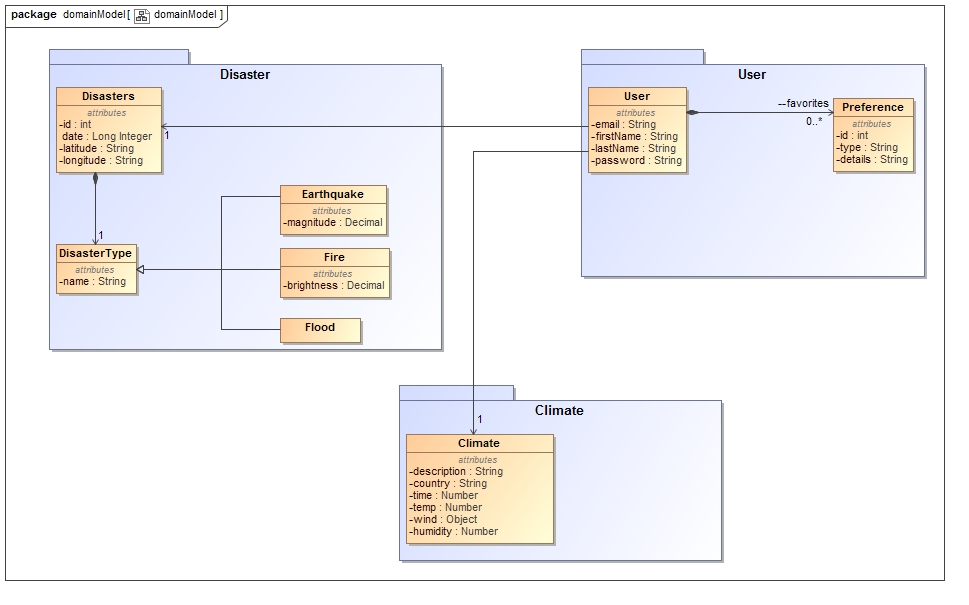 package domainModel[ domainModel ]
Disaster
Disasters
attributes
-id : int
date : Long Integer
-latitude : String
-longitude : String
1
1
DisasterType
attributes
-name : String
Earthquake
attributes
-magnitude : Decimal
Fire
attributes
-brightness : Decimal
Flood
User
User
attributes
-email : String
-firstName : String
-lastName : String
-password : String
--favorites
0..*
Preference
attributes
-id : int
-type : String
-details : String
Climate
1
Climate
attributes
-description : String
-country : String
-time : Number
-temp : Number
-wind : Object
-humidity : Number